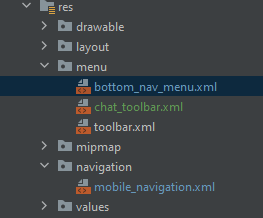 res
drawable
layout
menu
bottom_nav_menu.xml
chat_toolbar.xml
toolbar.xml
mipmap
navigation
mobile_navigation.xml
values